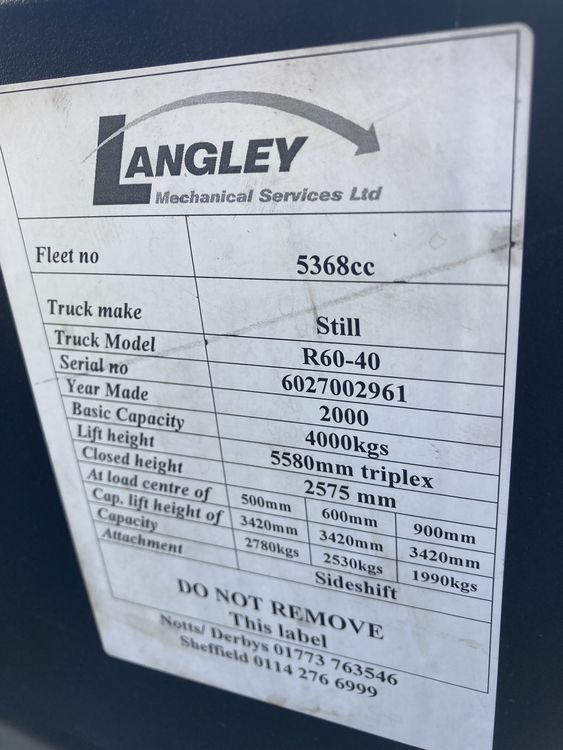 LANGLEY
Mechanical Services Ltd
Fleet no 5368cc
Truck make Still
Truck Model R60-40
Serial no 6027002961
Year Made 2000
Basic Capacity 4000kgs
Lift height 5580mm triplex
Closed height 2575 mm
At load centre of 500mm 600mm 900mm
Cap. lift height of 3420mm 3420mm 3420mm
Capacity 2780kgs 2530kgs 1990kgs
Attachment Sideshift
DO NOT REMOVE
This label
Notts/ Derbys 01773 763546
Sheffield 0114 276 6999